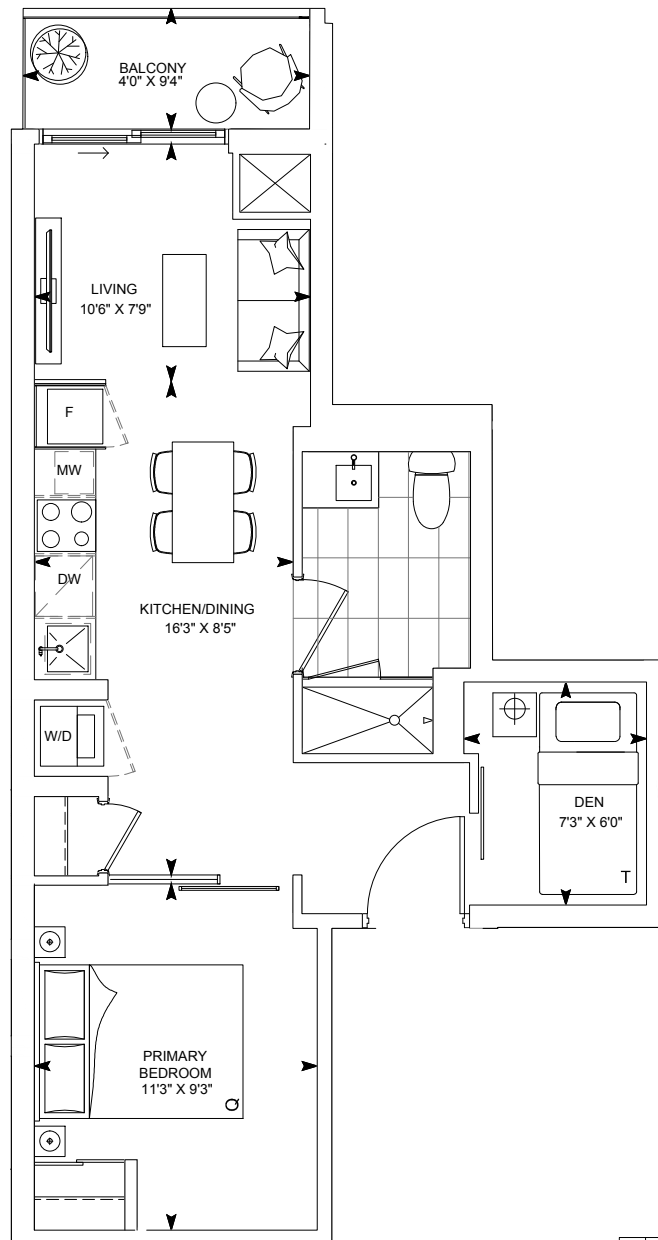 BALCONY
4'0" X 9'4"
LIVING
10'6" X 7'9"
F
MW
DW
KITCHEN/DINING
16'3" X 8'5"
W/D
DEN
7'3" X 6'0"
T
PRIMARY
BEDROOM
11'3" X 9'3"
Q